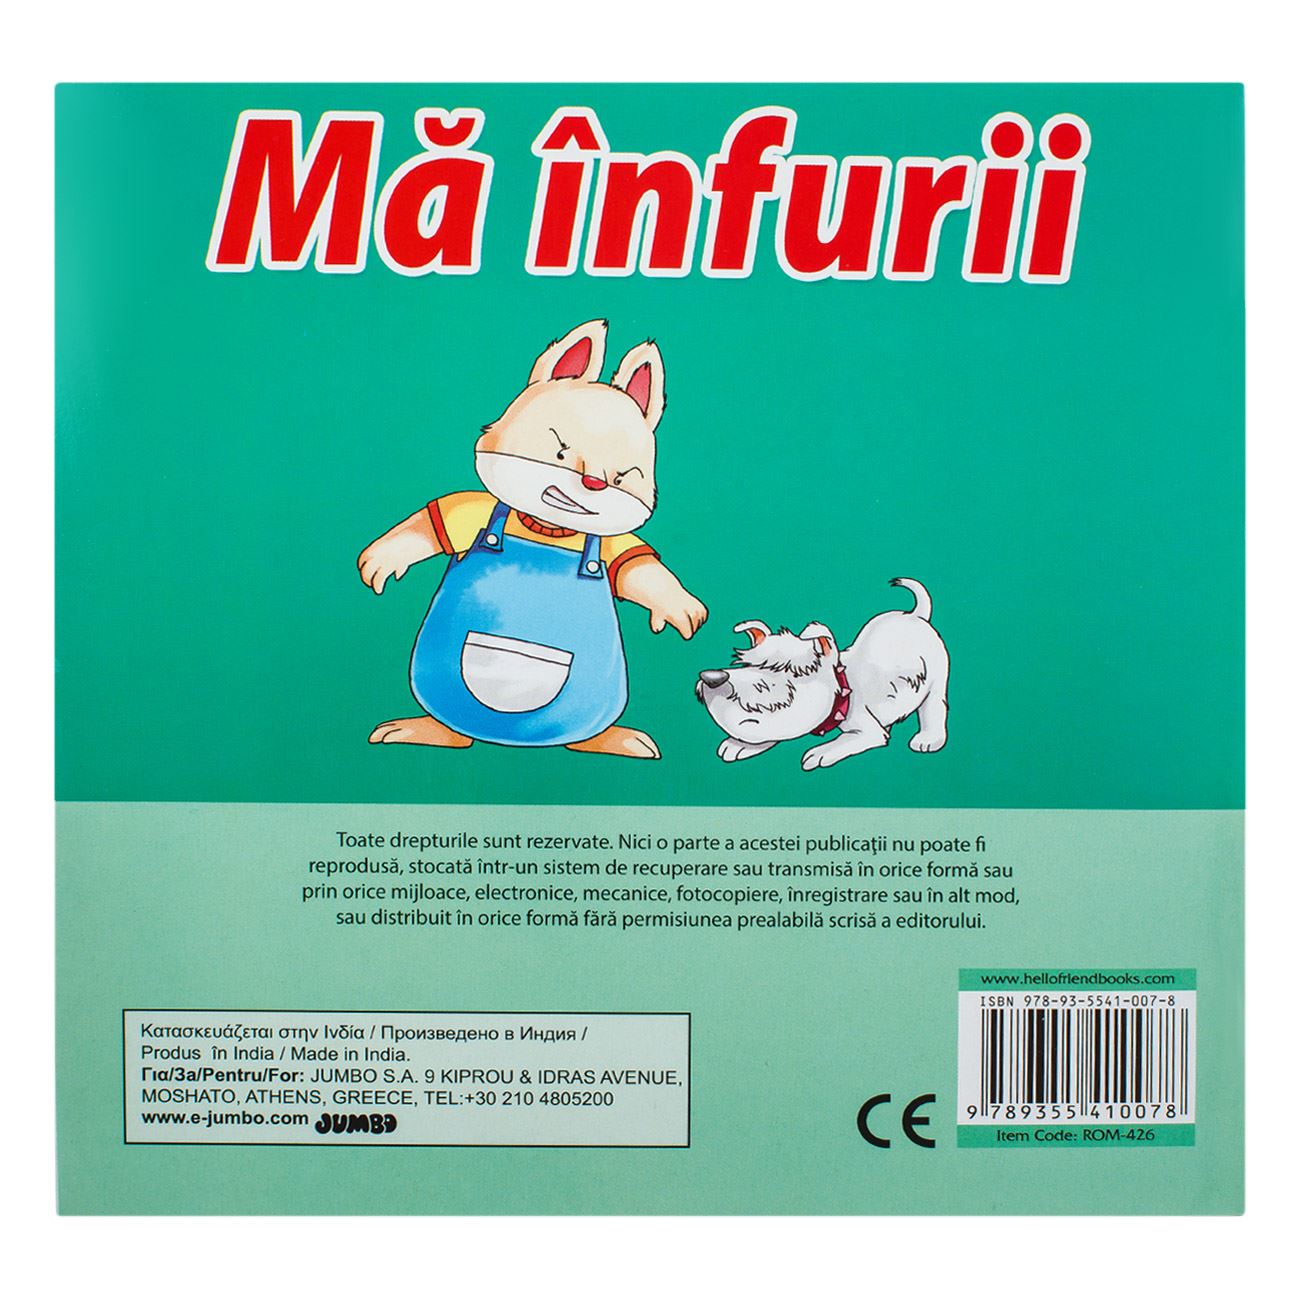 Mă înfurii
Toate drepturile sunt rezervate. Nici o parte a acestei publicaţii nu poate fi
reprodusă, stocată într-un sistem de recuperare sau transmisă în orice formă sau
prin orice mijloace, electronice, mecanice, fotocopiere, înregistrare sau în alt mod,
sau distribuit în orice formă fără permisiunea prealabilă scrisă a editorului.
Κατασκευάζεται στην Ινδία / Произведено в Индия /
Produs în India / Made in India.
Για/За/Pentru/For: JUMBO S.A. 9 KIPROU & IDRAS AVENUE,
MOSHATO, ATHENS, GREECE, TEL:+30 210 4805200
www.e-jumbo.com JUMBO
CE
www.hellofriendbooks.com
ISBN 978-93-5541-007-8
9 789355 410078
Item Code: ROM-426